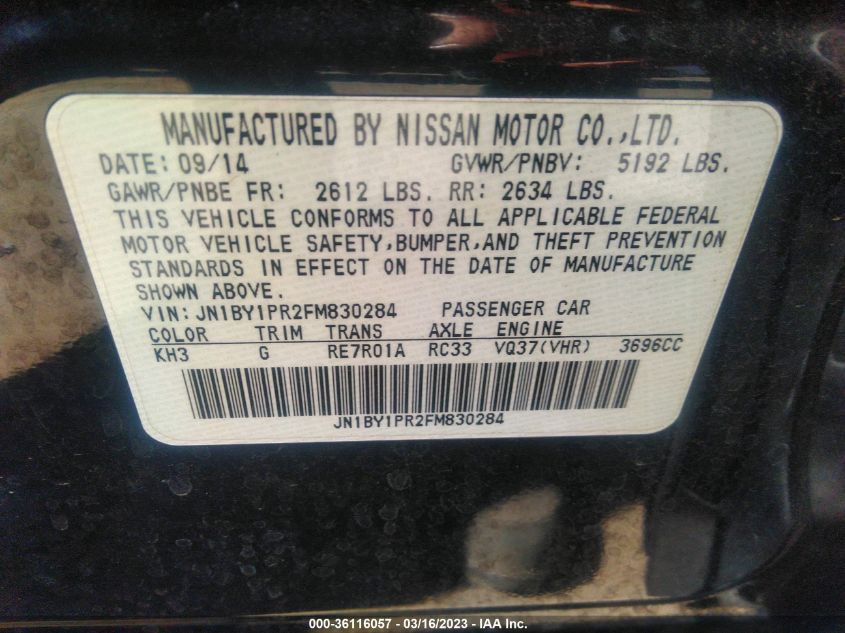 MANUFACTURED BY NISSAN MOTOR CO.,LTD.
DATE: 09/14 GVWR/PNBV: 5192 LBS.
GAWR/PNBE FR: 2612 LBS. RR: 2634 LBS.
THIS VEHICLE CONFORMS TO ALL APPLICABLE FEDERAL
MOTOR VEHICLE SAFETY,BUMPER,AND THEFT PREVENTION
STANDARDS IN EFFECT ON THE DATE OF MANUFACTURE
SHOWN ABOVE.
VIN: JN1BY1PR2FM830284 PASSENGER CAR
COLOR TRIM TRANS AXLE ENGINE
KH3 G RE7R01A RC33 VQ37(VHR) 3696CC
JN1BY1PR2FM830284
000-36116057 - 03/16/2023 - IAA Inc.